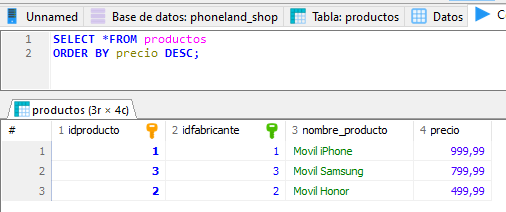 Unnamed Base de datos: phoneland_shop Tabla: productos Datos C
1 SELECT *FROM productos
2 ORDER BY precio DESC;
productos (3r × 4c)
# 1 idproducto 2 idfabricante 3 nombre_producto 4 precio
1 1 1 Movil iPhone 999,99
2 3 3 Movil Samsung 799,99
3 2 2 Movil Honor 499,99